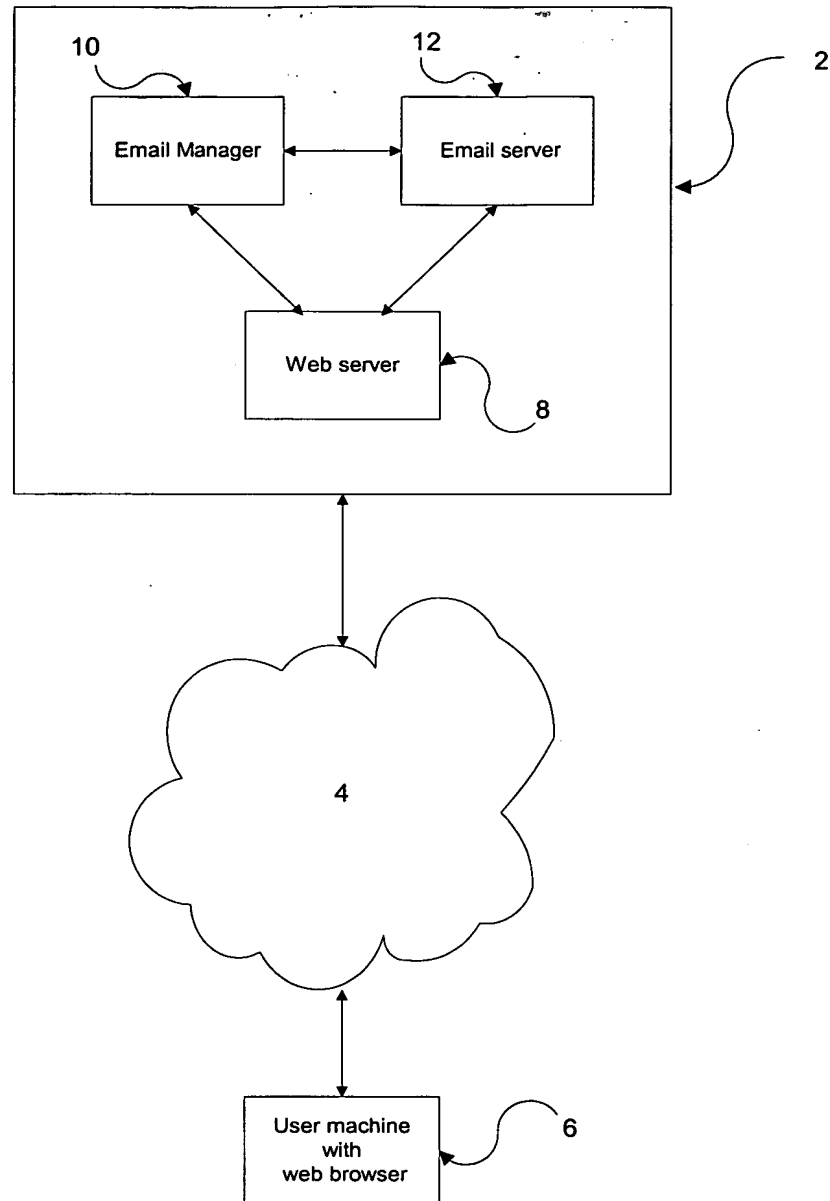 10
12
2
Email Manager
Email server
Web server
8
4
User machine
with
web browser
6